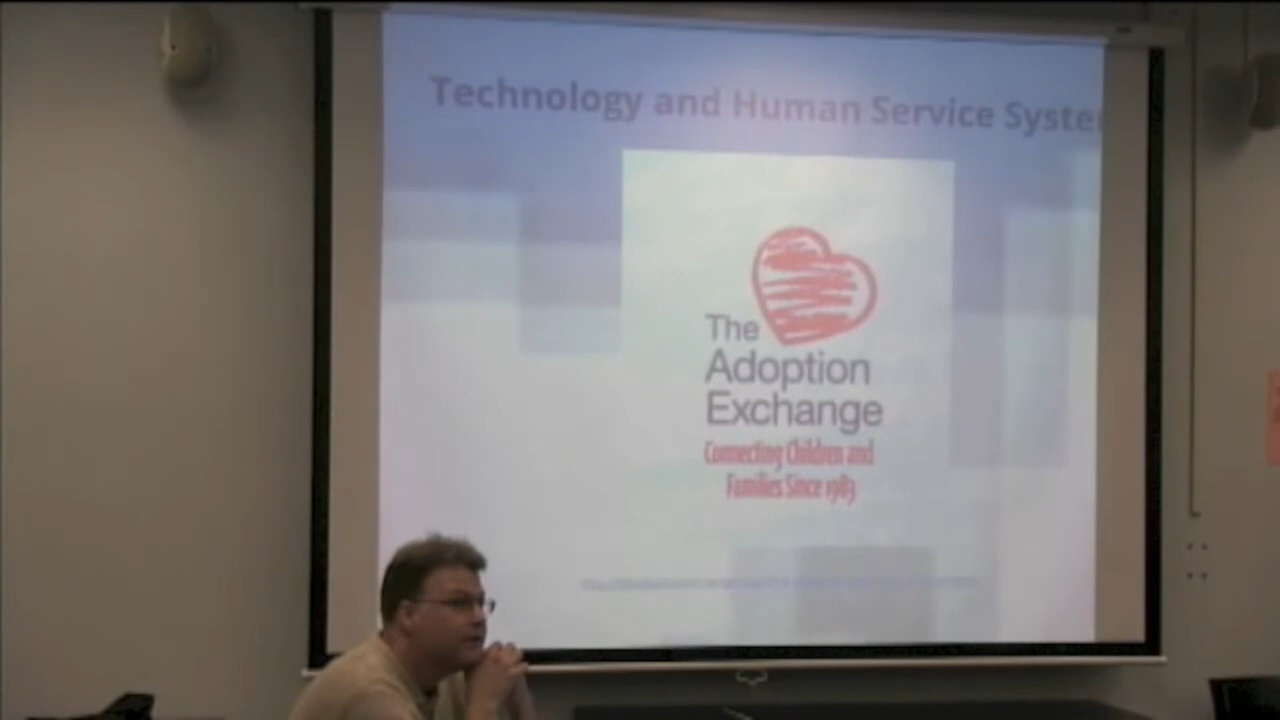 Technology and Human Service Syste
The
Adoption
Exchange
Connecting Children and
Families Since 1983